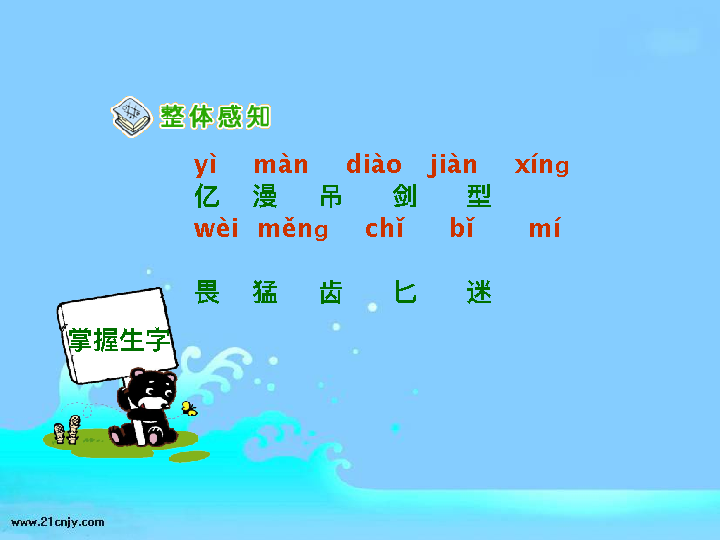 整体感知
yì màn diào jiàn xíng
亿 漫 吊 剑 型
wèi měng chǐ bǐ mí
畏 猛 齿 匕 迷
掌握生字
www.21cnjy.com